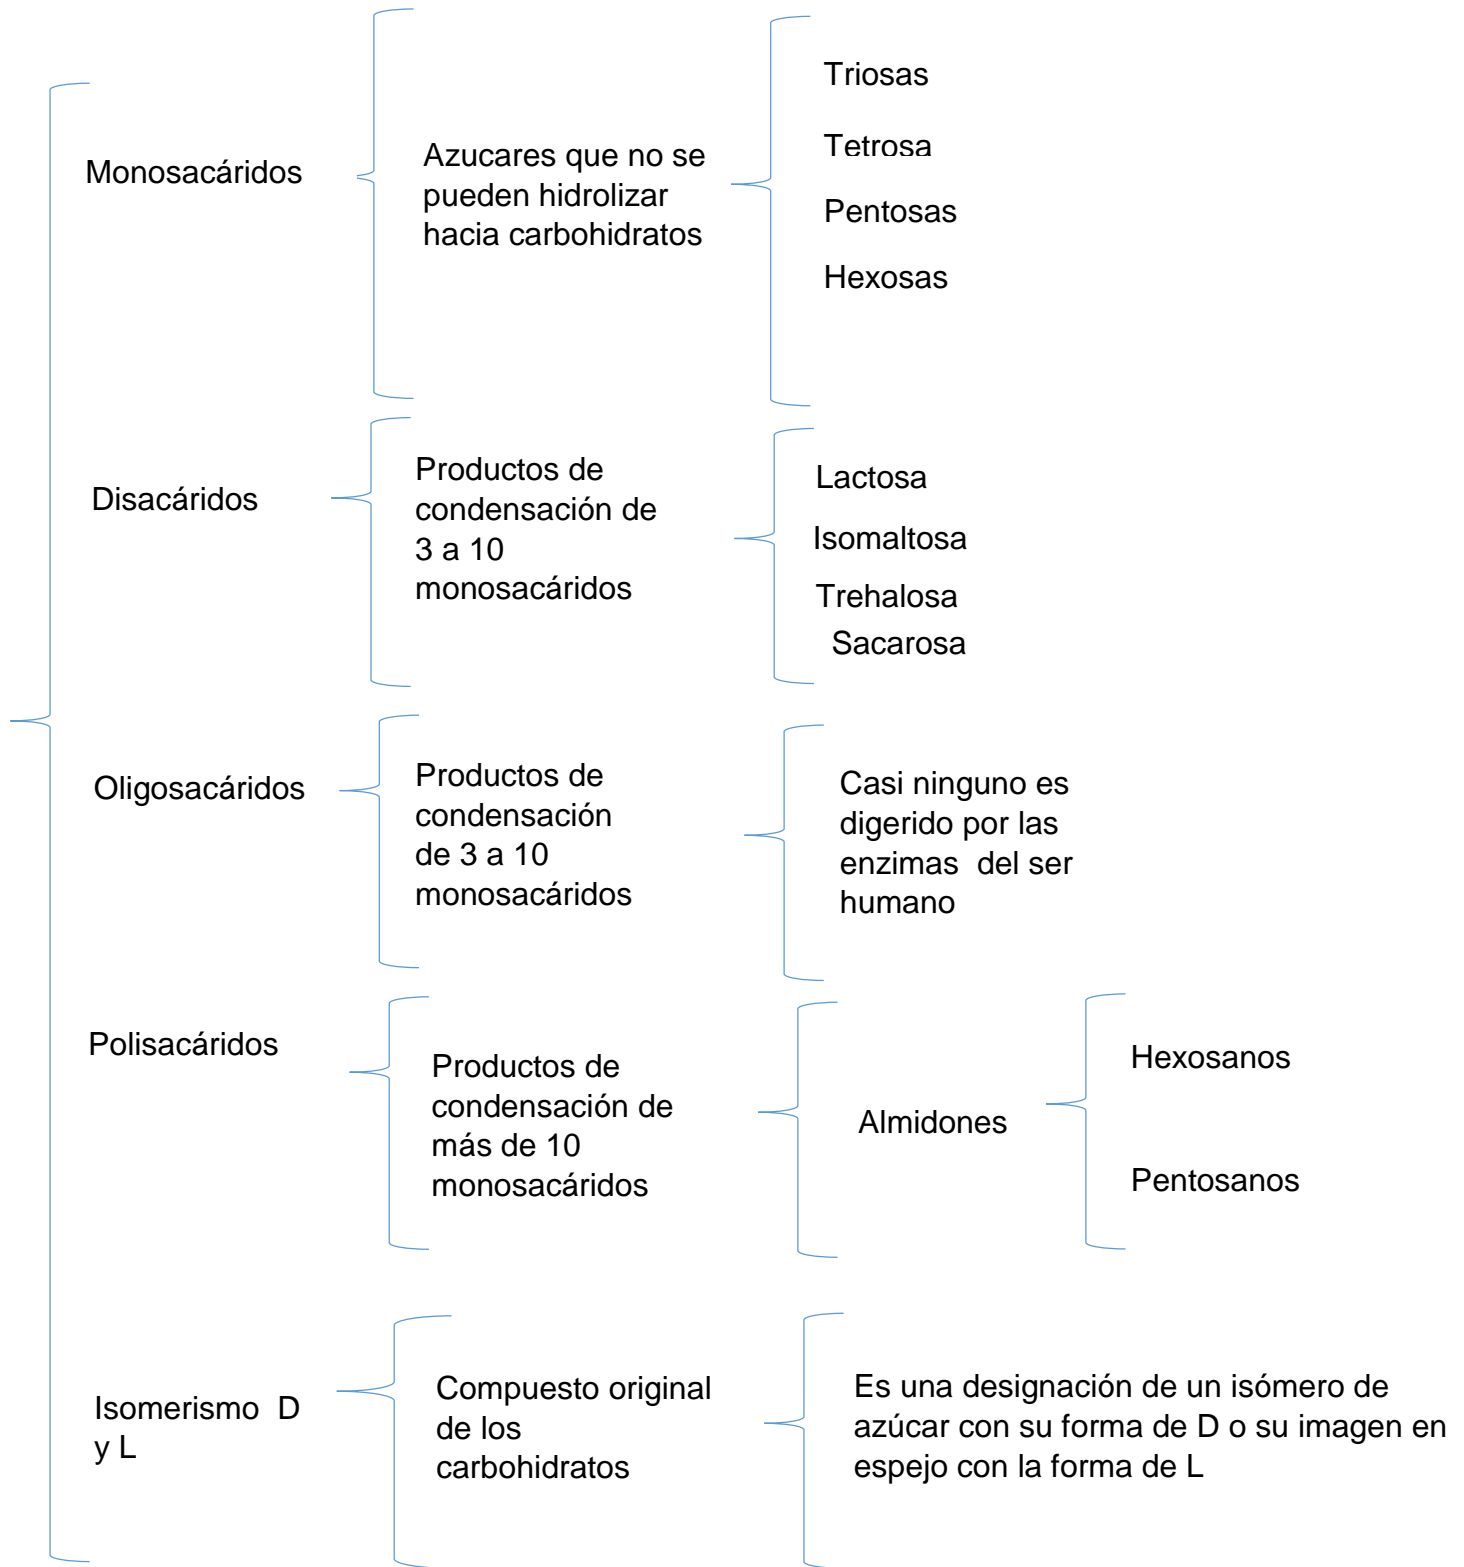 Monosacáridos
Azucares que no se
pueden hidrolizar
hacia carbohidratos
Triosas
Tetrosa
Pentosas
Hexosas
Disacáridos
Productos de
condensación de
3 a 10
monosacáridos
Lactosa
Isomaltosa
Trehalosa
Sacarosa
Oligosacáridos
Productos de
condensación
de 3 a 10
monosacáridos
Casi ninguno es
digerido por las
enzimas del ser
humano
Polisacáridos
Productos de
condensación de
más de 10
monosacáridos
Almidones
Hexosanos
Pentosanos
Isomerismo D
y L
Compuesto original
de los
carbohidratos
Es una designación de un isómero de
azúcar con su forma de D o su imagen en
espejo con la forma de L